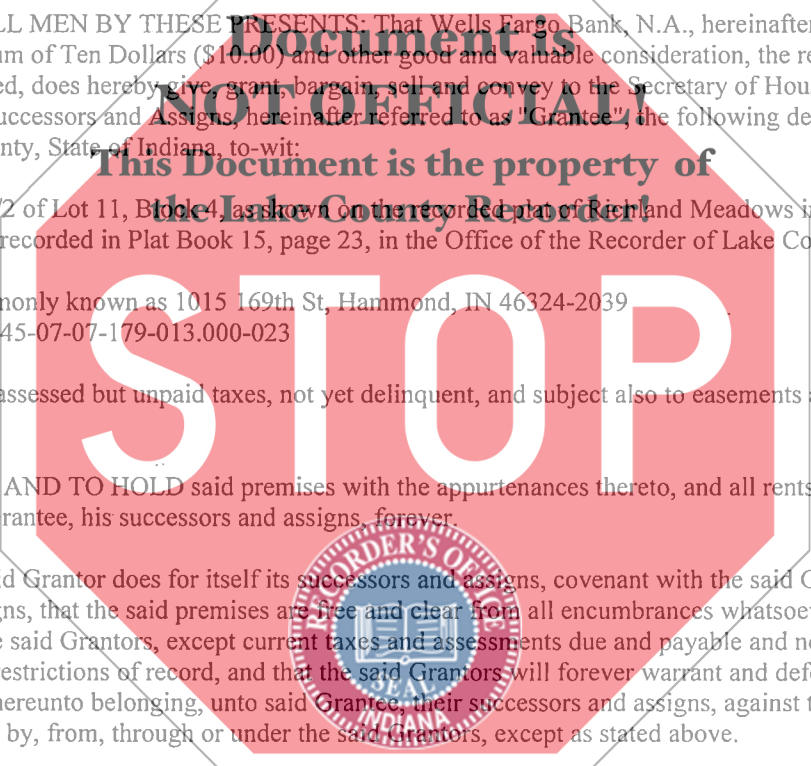 LL MEN BY THESE PRESENTS: That Wells Fargo Bank, N.A., hereinafter
Document is
um of Ten Dollars ($10.00) and other good and valuable consideration, the re
ed, does hereby give, grant, bargain, sell and convey to the Secretary of Hou
NOT OFFICIAL!
uccessors and Assigns, hereinafter referred to as "Grantee", the following de
nty, State of Indiana, to-wit:
This Document is the property of
the Lake County Recorder!
/2 of Lot 11, Block 4, as shown on the recorded plat of Richland Meadows i
recorded in Plat Book 15, page 23, in the Office of the Recorder of Lake Co
STOP
monly known as 1015 169th St, Hammond, IN 46324-2039
45-07-07-179-013.000-023
assessed but unpaid taxes, not yet delinquent, and subject also to easements a
AND TO HOLD said premises with the appurtenances thereto, and all rents
rantee, his successors and assigns, forever.
RECORDER'S OFFICE
id Grantor does for itself its successors and assigns, covenant with the said G
gns, that the said premises are free and clear from all encumbrances whatsoe
e said Grantors, except current taxes and assessments due and payable and n
restrictions of record, and that the said Grantors will forever warrant and def
SEAL
hereunto belonging, unto said Grantee, their successors and assigns, against t
INDIANA
by, from, through or under the said Grantors, except as stated above.